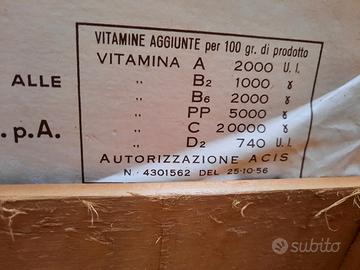 VITAMINE AGGIUNTE per 100 gr. di prodotto
VITAMINA A 2000 U.I.
„ B2 1000 γ
„ B6 2000 γ
„ PP 5000 γ
„ C 20000 γ
„ D2 740 U.I.
AUTORIZZAZIONE ACIS
N. 4301562 DEL 25-10-56
ALLE
.p.A.
subito